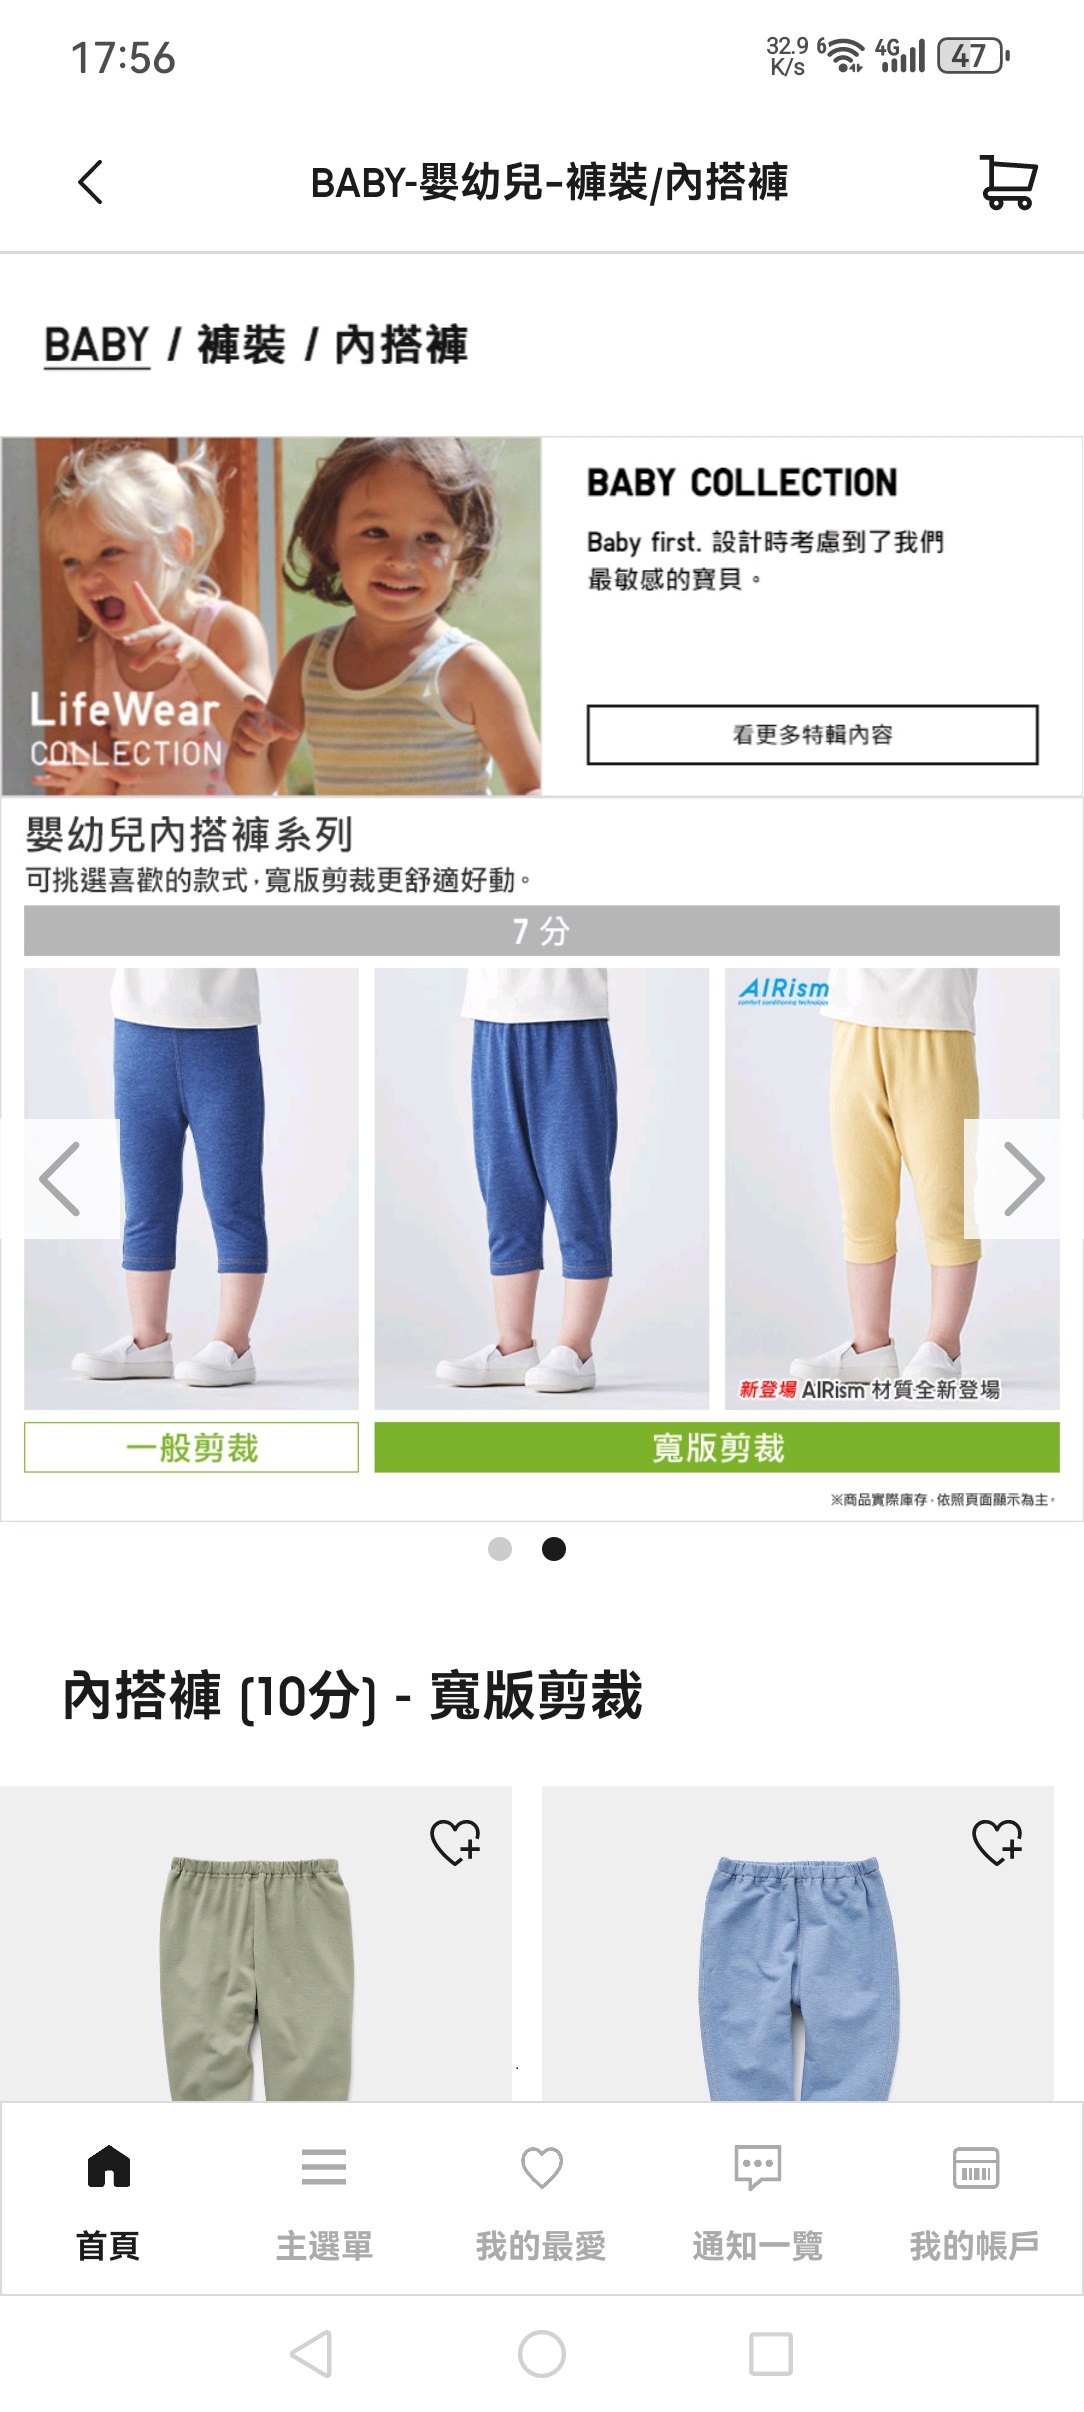 17:56
32.9 K/s
6
4G
47
BABY-嬰幼兒-褲裝/內搭褲
BABY / 褲裝 / 內搭褲
LifeWear
COLLECTION
BABY COLLECTION
Baby first. 設計時考慮到了我們
最敏感的寶貝。
看更多特輯內容
嬰幼兒內搭褲系列
可挑選喜歡的款式·寬版剪裁更舒適好動。
7 分
AIRism
comfort conditioning technology
新登場 AIRism 材質全新登場
一般剪裁
寬版剪裁
※商品實際庫存·依照頁面顯示為主。
內搭褲 (10分) - 寬版剪裁
首頁
主選單
我的最愛
通知一覽
我的帳戶